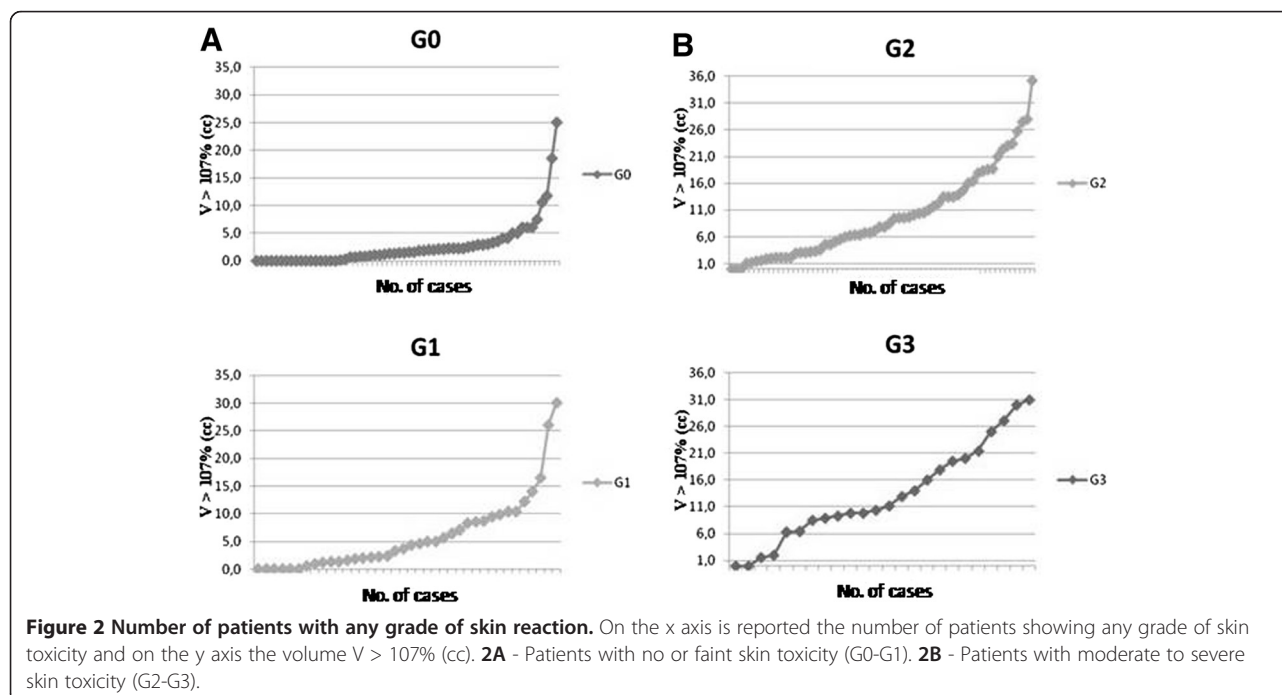 A
G0
35,0
30,0
25,0
20,0
15,0
10,0
5,0
0,0
V > 107% (cc)
No. of cases
G0
B
G2
36,0
31,0
26,0
21,0
16,0
11,0
6,0
1,0
V > 107% (cc)
No. of cases
G2
G1
35,0
30,0
25,0
20,0
15,0
10,0
5,0
0,0
V > 107% (cc)
No. of cases
G1
G3
36,0
31,0
26,0
21,0
16,0
11,0
6,0
1,0
V > 107% (cc)
No. of cases
G3
Figure 2 Number of patients with any grade of skin reaction. On the x axis is reported the number of patients showing any grade of skin
toxicity and on the y axis the volume V > 107% (cc). 2A - Patients with no or faint skin toxicity (G0-G1). 2B - Patients with moderate to severe
skin toxicity (G2-G3).